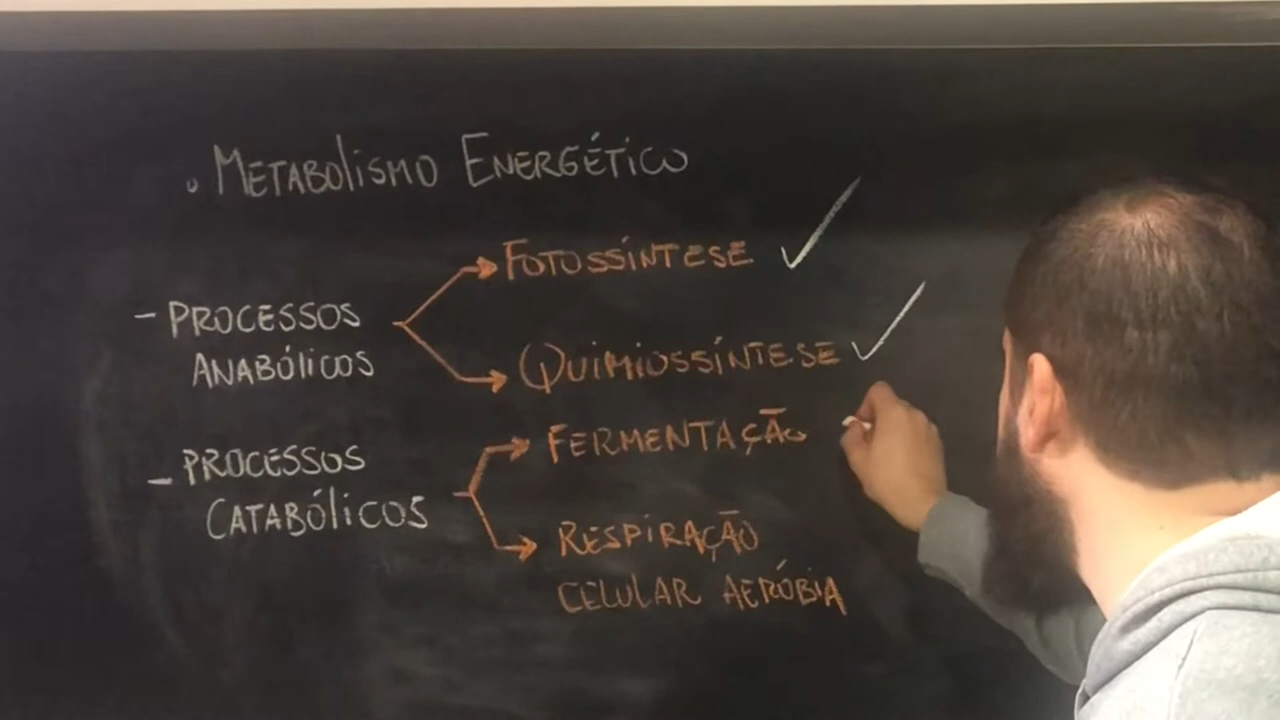 . METABOLISMO ENERGÉTICO
FOTOSSÍNTESE
- PROCESSOS
ANABÓLICOS
QUIMIOSSÍNTESE
FERMENTAÇÃO
- PROCESSOS
CATABÓLICOS
RESPIRAÇÃO
CELULAR AERÓBIA